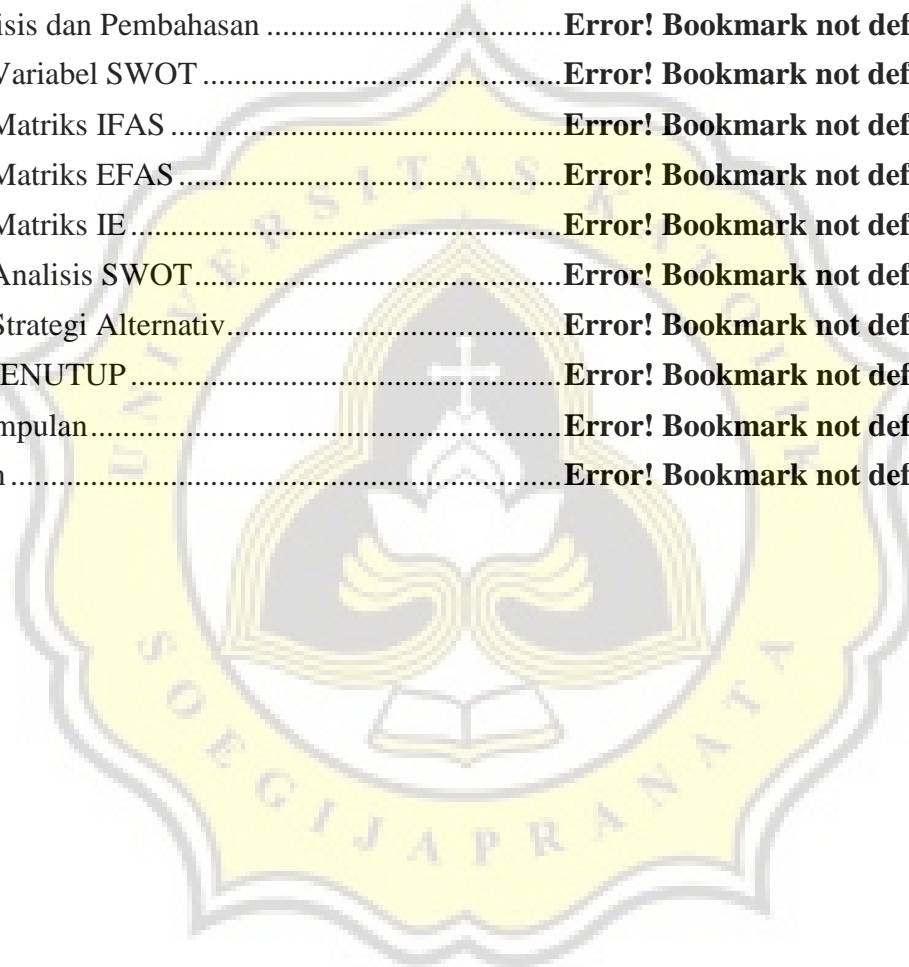 isis dan Pembahasan ....................................Error! Bookmark not def
Variabel SWOT ............................................Error! Bookmark not def
Matriks IFAS ................................................Error! Bookmark not def
Matriks EFAS ...............................................Error! Bookmark not def
Matriks IE .....................................................Error! Bookmark not def
Analisis SWOT .............................................Error! Bookmark not def
Strategi Alternativ .........................................Error! Bookmark not def
ENUTUP .....................................................Error! Bookmark not def
mpulan ..........................................................Error! Bookmark not def
n ....................................................................Error! Bookmark not def
UNIVERSITAS KATOLIK
SOEGIJAPRANATA